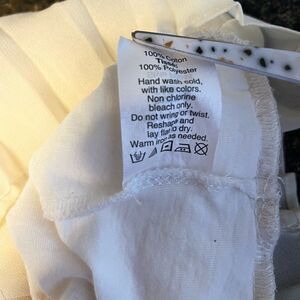 100% Cotton
100% Polyester
Hand wash cold,
with like colors.
Non chlorine
bleach only.
Do not wring or twist.
Reshape and
lay flat to dry.
Warm iron as needed.